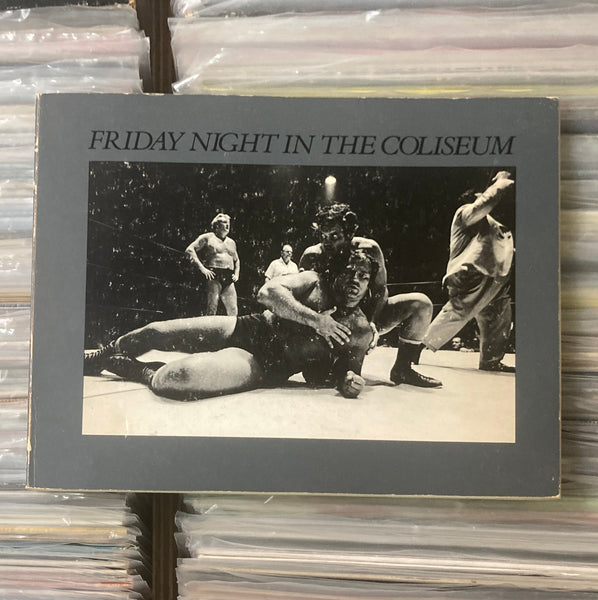 FRIDAY NIGHT IN THE COLISEUM